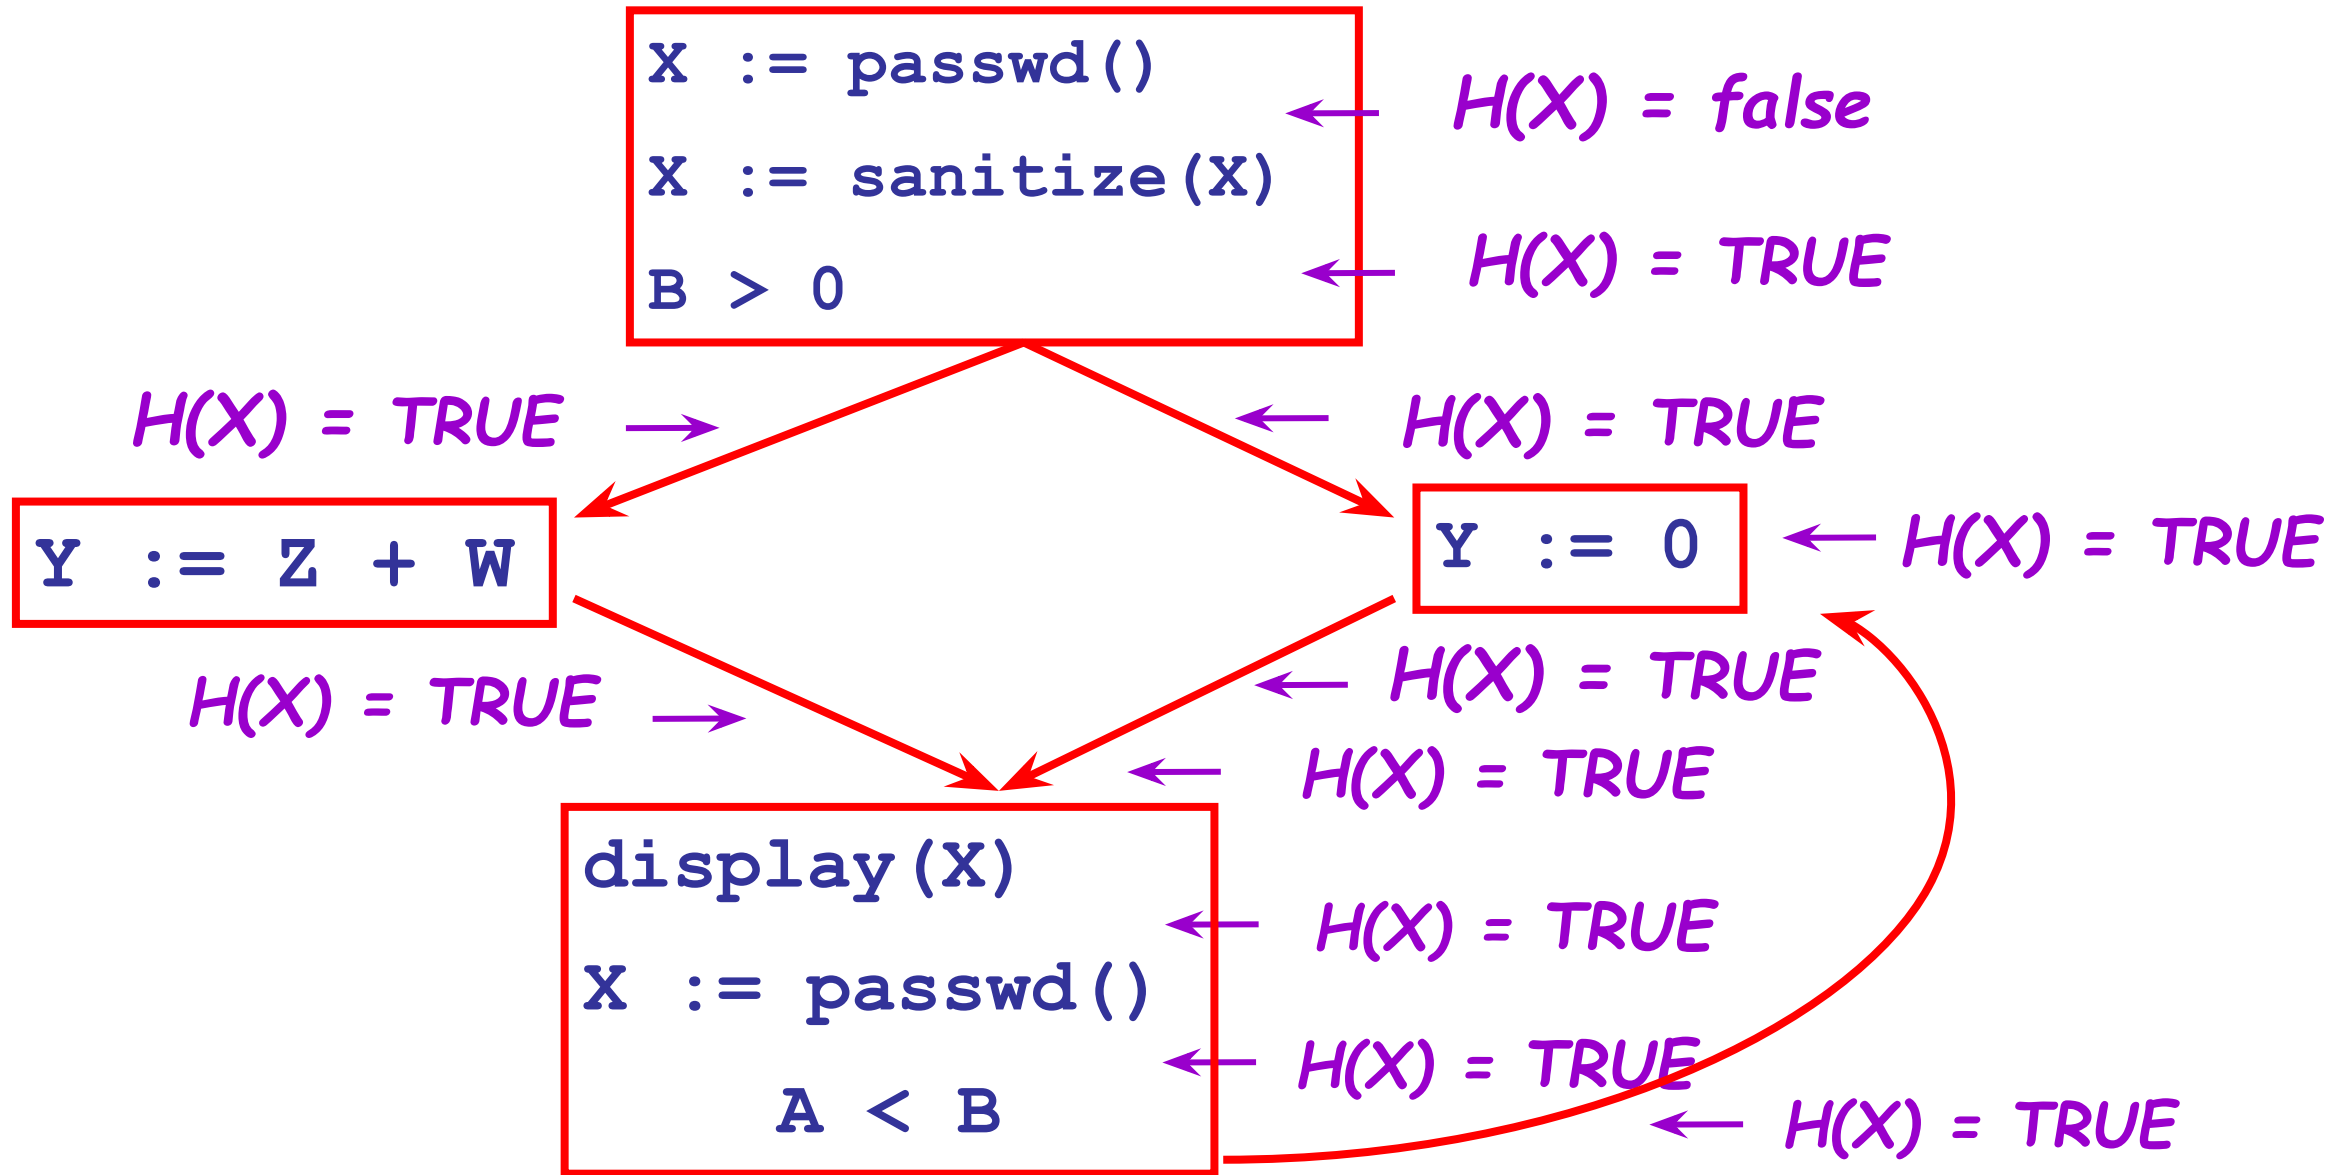 X := passwd()
H(X) = false
X := sanitize(X)
H(X) = TRUE
B > 0
H(X) = TRUE
H(X) = TRUE
Y := Z + W
Y := 0
H(X) = TRUE
H(X) = TRUE
H(X) = TRUE
H(X) = TRUE
display(X)
H(X) = TRUE
X := passwd()
H(X) = TRUE
A < B
H(X) = TRUE